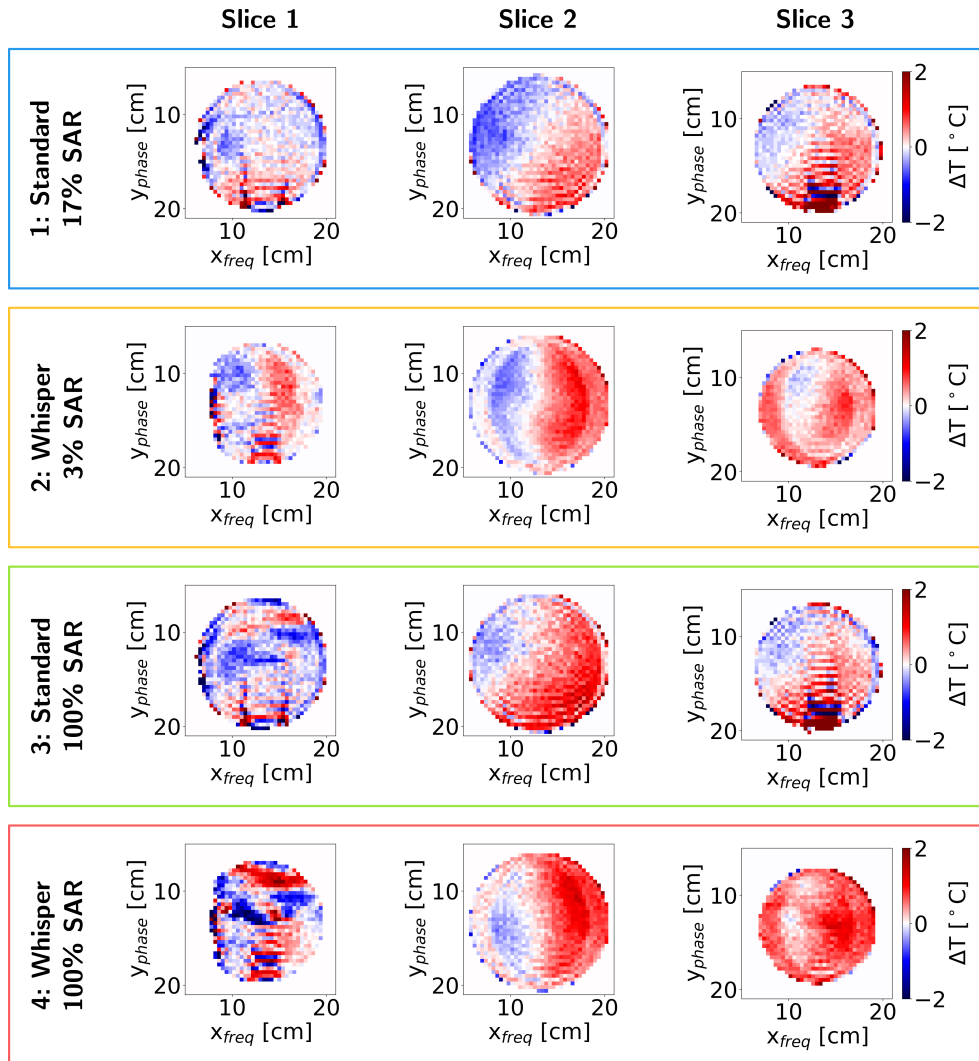 Slice 1 Slice 2 Slice 3
1: Standard
17% SAR
y_phase [cm]
10
20
10 20
x_freq [cm]
y_phase [cm]
10
20
10 20
x_freq [cm]
y_phase [cm]
10
20
10 20
x_freq [cm]
2
0
−2
ΔT [°C]
2: Whisper
3% SAR
y_phase [cm]
10
20
10 20
x_freq [cm]
y_phase [cm]
10
20
10 20
x_freq [cm]
y_phase [cm]
10
20
10 20
x_freq [cm]
2
0
−2
ΔT [°C]
3: Standard
100% SAR
y_phase [cm]
10
20
10 20
x_freq [cm]
y_phase [cm]
10
20
10 20
x_freq [cm]
y_phase [cm]
10
20
10 20
x_freq [cm]
2
0
−2
ΔT [°C]
4: Whisper
100% SAR
y_phase [cm]
10
20
10 20
x_freq [cm]
y_phase [cm]
10
20
10 20
x_freq [cm]
y_phase [cm]
10
20
10 20
x_freq [cm]
2
0
−2
ΔT [°C]